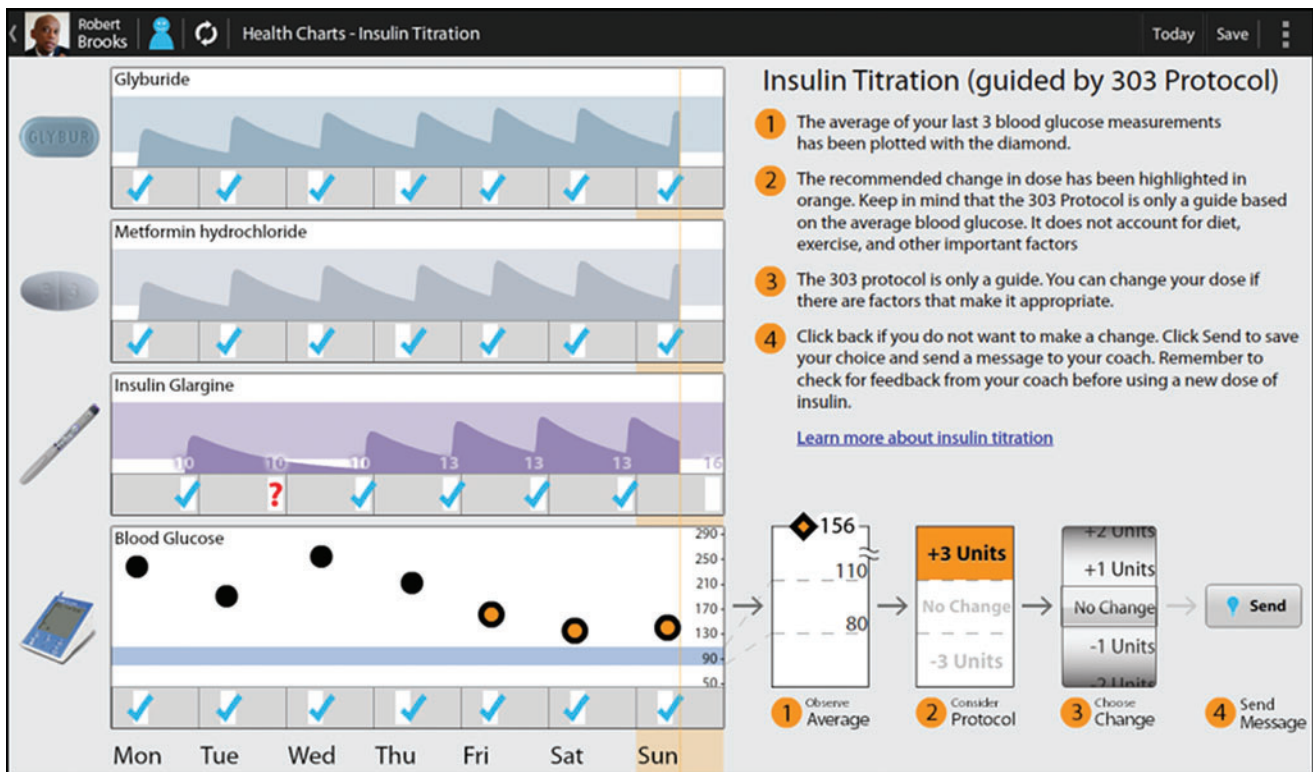 Robert
Brooks
Health Charts - Insulin Titration
Today
Save
Glyburide
GLYBUR
Metformin hydrochloride
Insulin Glargine
10
10
10
13
13
13
16
?
Blood Glucose
290
250
210
170
130
90
50
Mon
Tue
Wed
Thu
Fri
Sat
Sun
Insulin Titration (guided by 303 Protocol)
1
The average of your last 3 blood glucose measurements
has been plotted with the diamond.
2
The recommended change in dose has been highlighted in
orange. Keep in mind that the 303 Protocol is only a guide based
on the average blood glucose. It does not account for diet,
exercise, and other important factors
3
The 303 protocol is only a guide. You can change your dose if
there are factors that make it appropriate.
4
Click back if you do not want to make a change. Click Send to save
your choice and send a message to your coach. Remember to
check for feedback from your coach before using a new dose of
insulin.
Learn more about insulin titration
156
110
80
+3 Units
No Change
-3 Units
+2 Units
+1 Units
No Change
-1 Units
-2 Units
Send
1 Observe
Average
2 Consider
Protocol
3 Choose
Change
4 Send
Message